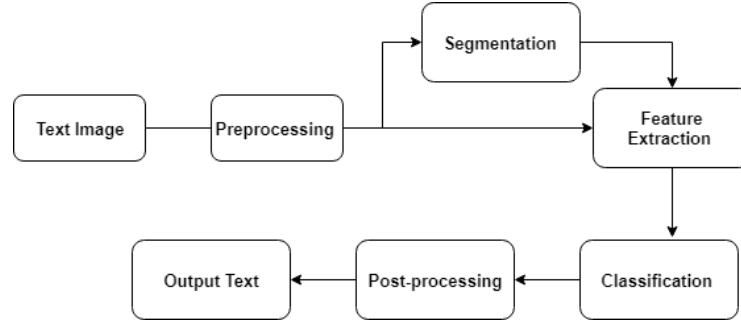 Segmentation
Text Image
Preprocessing
Feature
Extraction
Output Text
Post-processing
Classification